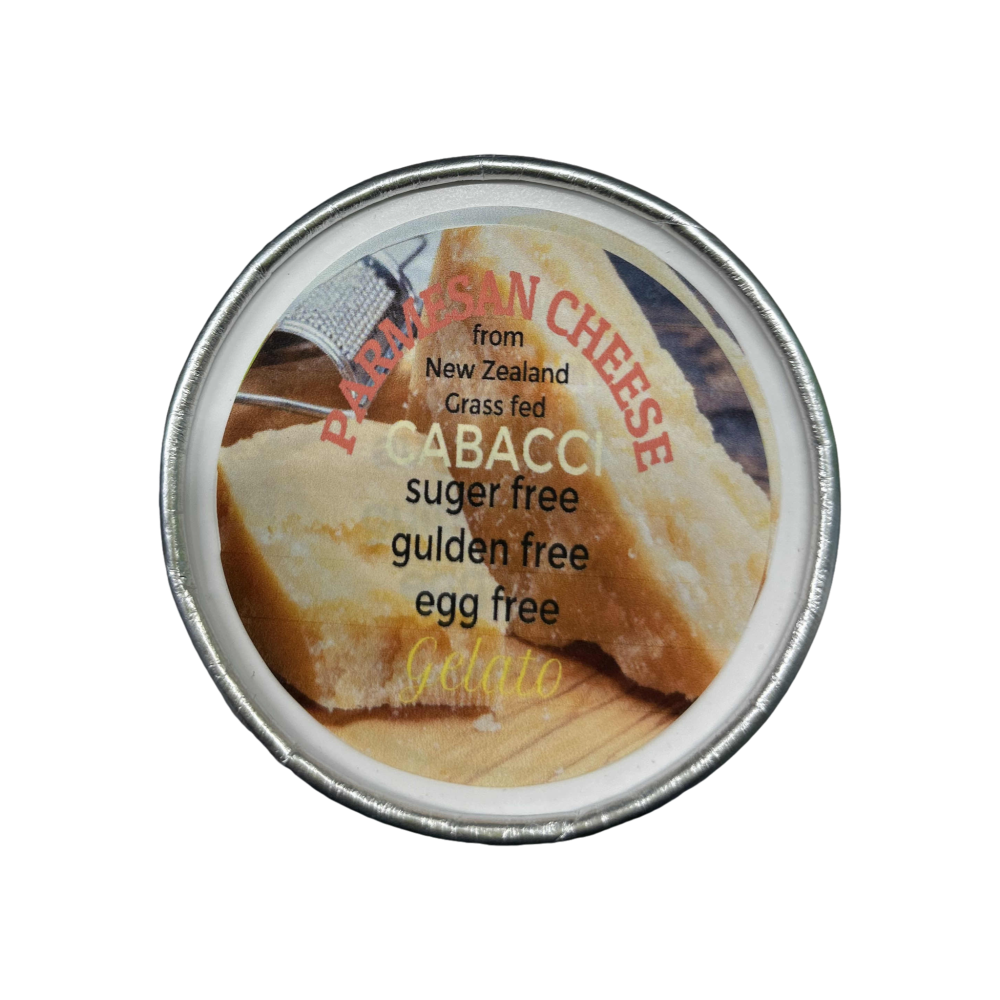 PARMESAN CHEESE
from
New Zealand
Grass fed
CABACCI
suger free
gulden free
egg free
Gelato